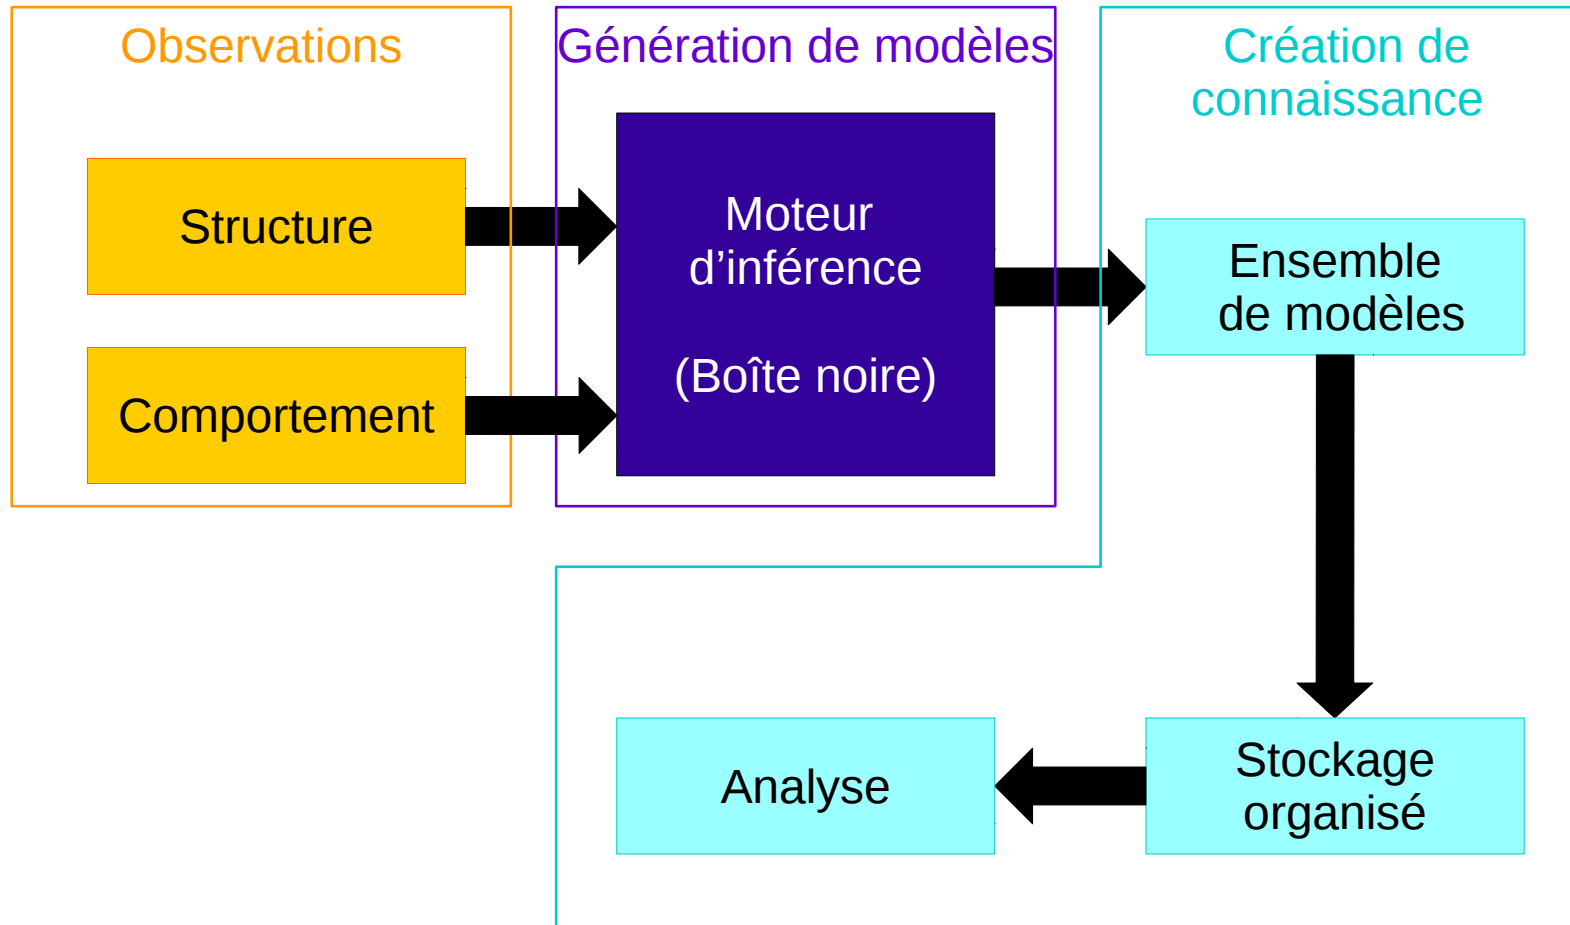 Observations
Structure
Comportement
Génération de modèles
Moteur
d’inférence
(Boîte noire)
Création de
connaissance
Ensemble
de modèles
Stockage
organisé
Analyse